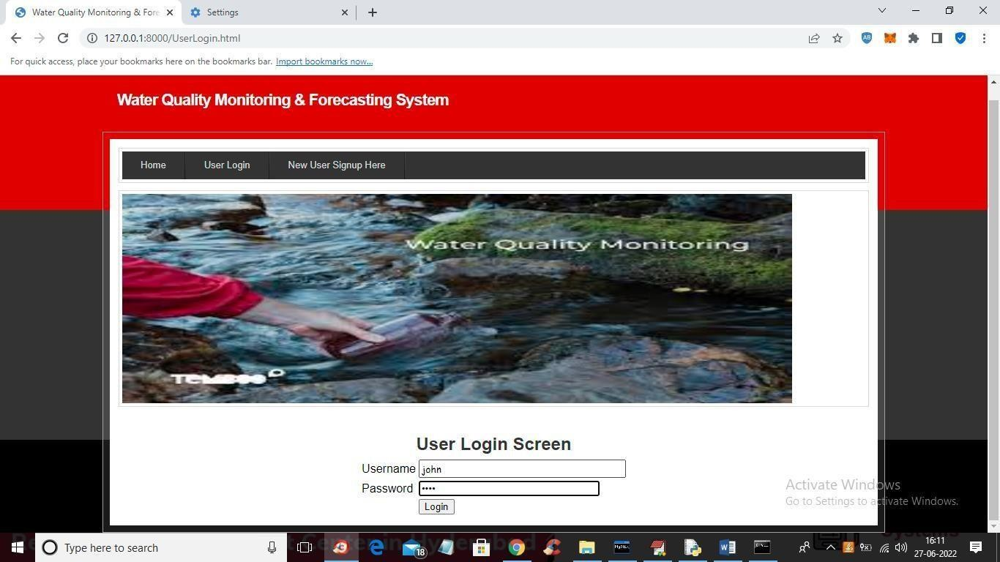 Water Quality Monitoring & Fore
Settings
127.0.0.1:8000/UserLogin.html
AB
For quick access, place your bookmarks here on the bookmarks bar. Import bookmarks now...
Water Quality Monitoring & Forecasting System
Home
User Login
New User Signup Here
Water Quality Monitoring
User Login Screen
Username john
Password
Login
Activate Windows
Go to Settings to activate Windows.
Systems
Type here to search
18
MySQL
16:11
27-06-2022